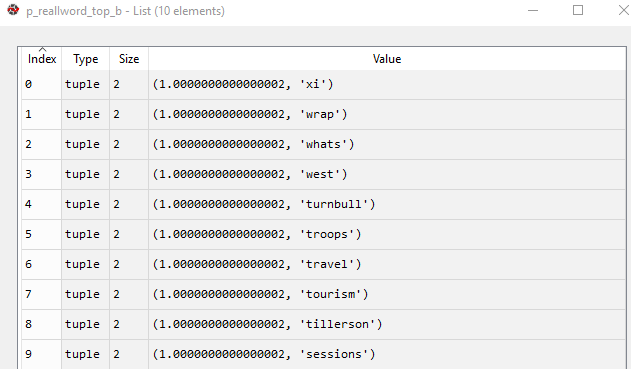 p_reallword_top_b - List (10 elements)
Index Type Size Value
0 tuple 2 (1.0000000000000002, 'xi')
1 tuple 2 (1.0000000000000002, 'wrap')
2 tuple 2 (1.0000000000000002, 'whats')
3 tuple 2 (1.0000000000000002, 'west')
4 tuple 2 (1.0000000000000002, 'turnbull')
5 tuple 2 (1.0000000000000002, 'troops')
6 tuple 2 (1.0000000000000002, 'travel')
7 tuple 2 (1.0000000000000002, 'tourism')
8 tuple 2 (1.0000000000000002, 'tillerson')
9 tuple 2 (1.0000000000000002, 'sessions')